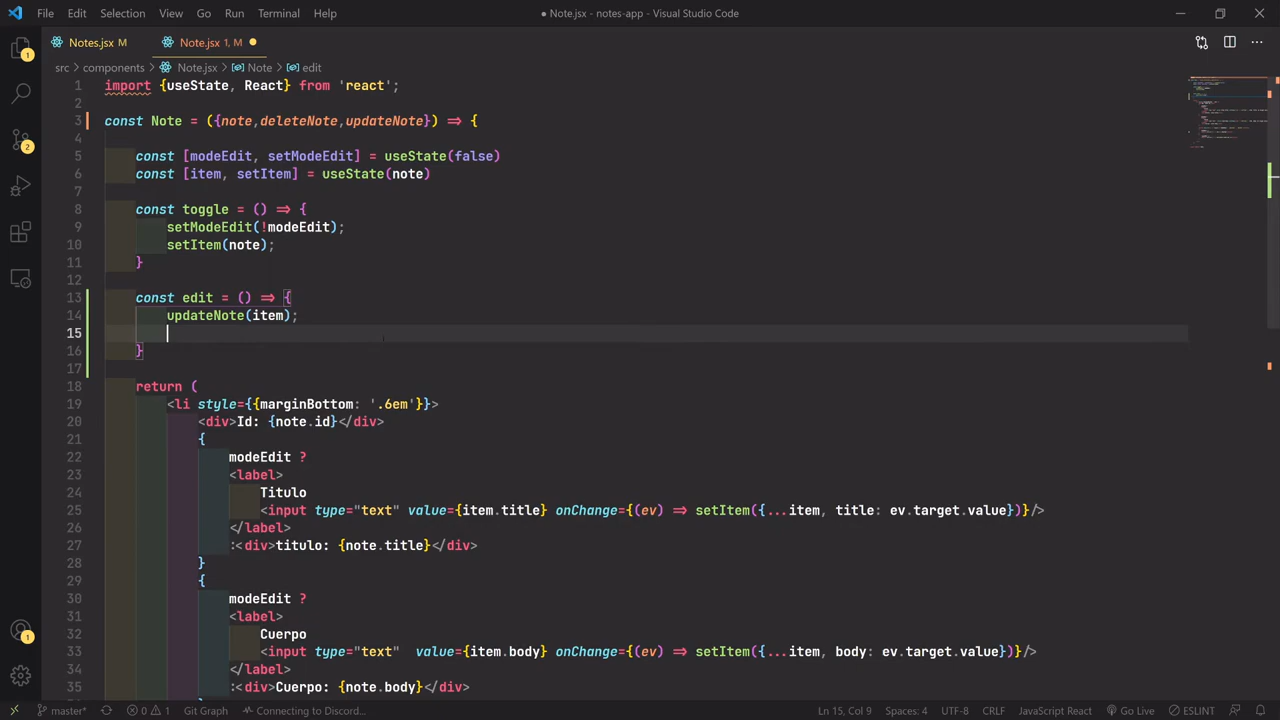 File Edit Selection View Go Run Terminal Help
● Note.jsx - notes-app - Visual Studio Code
Notes.jsx M
Note.jsx 1, M
src > components > Note.jsx > Note > edit
1 import {useState, React} from 'react';
2
3 const Note = ({note,deleteNote,updateNote}) => {
4
5 const [modeEdit, setModeEdit] = useState(false)
6 const [item, setItem] = useState(note)
7
8 const toggle = () => {
9 setModeEdit(!modeEdit);
10 setItem(note);
11 }
12
13 const edit = () => {
14 updateNote(item);
15
16 }
17
18 return (
19 <li style={{marginBottom: '.6em'}}>
20 <div>Id: {note.id}</div>
21 {
22 modeEdit ?
23 <label>
24 Titulo
25 <input type="text" value={item.title} onChange={(ev) => setItem({...item, title: ev.target.value})}/>
26 </label>
27 :<div>titulo: {note.title}</div>
28 }
29 {
30 modeEdit ?
31 <label>
32 Cuerpo
33 <input type="text"  value={item.body} onChange={(ev) => setItem({...item, body: ev.target.value})}/>
34 </label>
35 :<div>Cuerpo: {note.body}</div>
1
2
1
master* 0 1 Git Graph Connecting to Discord... Ln 15, Col 9 Spaces: 4 UTF-8 CRLF JavaScript React Go Live ESLINT